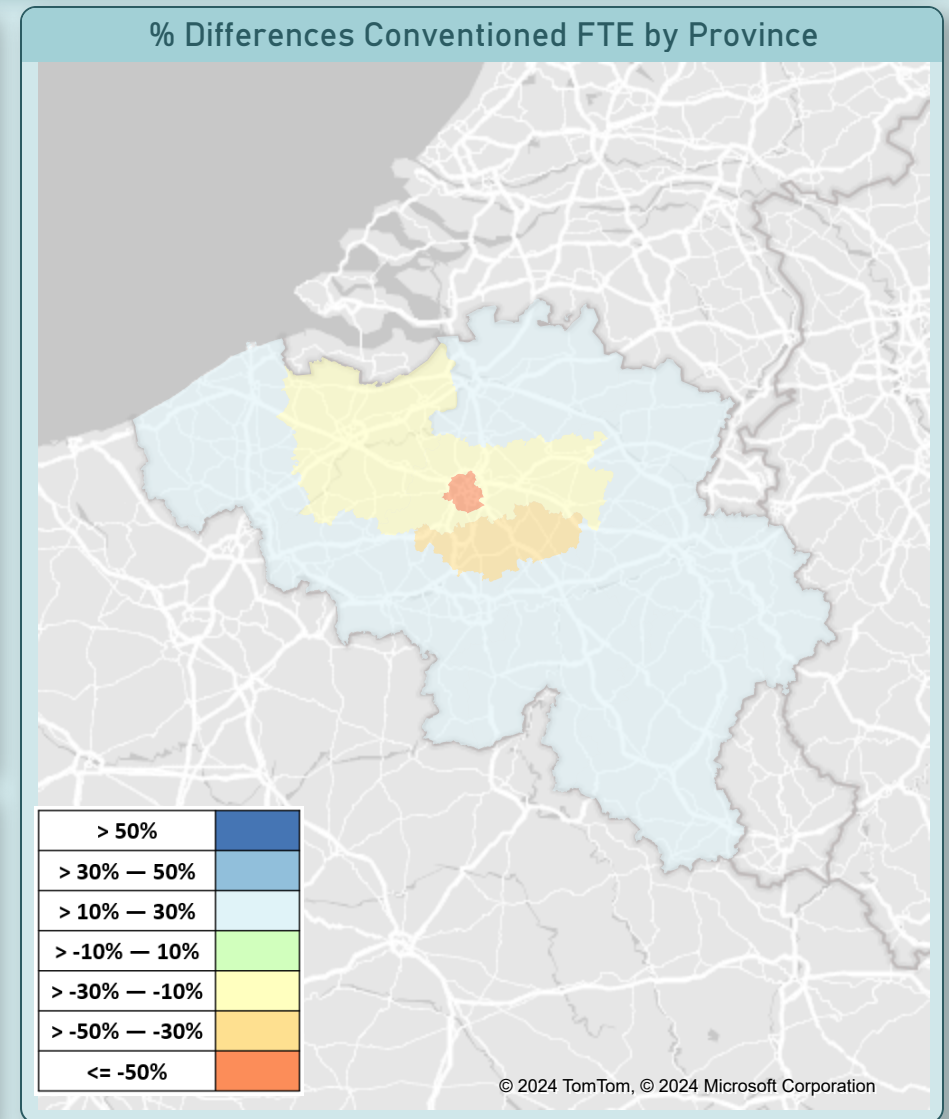 % Differences Conventioned FTE by Province
> 50%
> 30% — 50%
> 10% — 30%
> -10% — 10%
> -30% — -10%
> -50% — -30%
<= -50%
© 2024 TomTom, © 2024 Microsoft Corporation